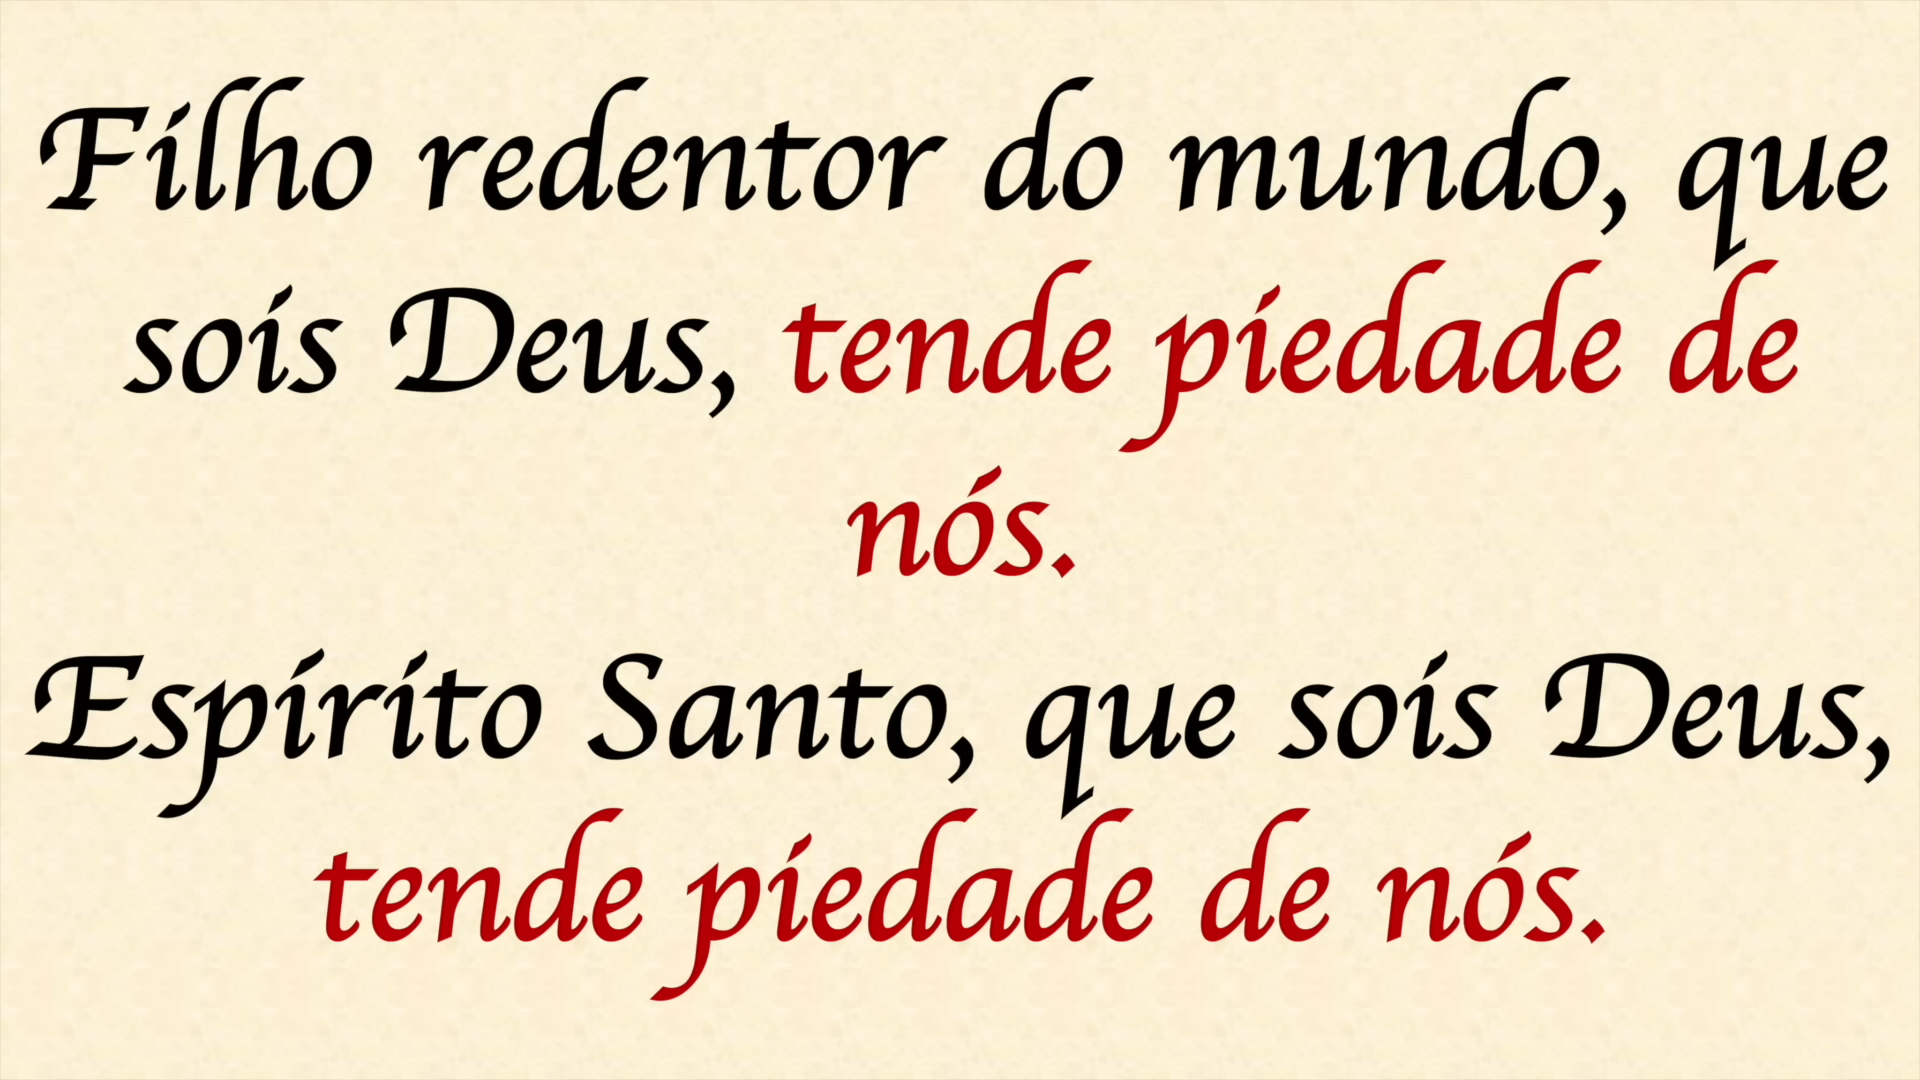 Filho redentor do mundo, que
sois Deus, tende piedade de
nós.
Espírito Santo, que sois Deus,
tende piedade de nós.